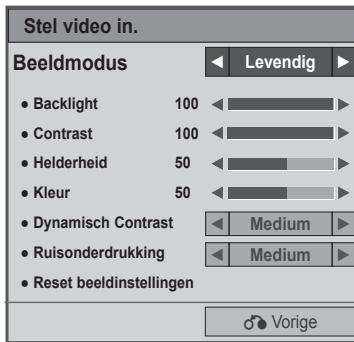 Stel video in.
Beeldmodus ◀ Levendig ▶
● Backlight 100
● Contrast 100
● Helderheid 50
● Kleur 50
● Dynamisch Contrast ◀ Medium ▶
● Ruisonderdrukking ◀ Medium ▶
● Reset beeldinstellingen
Vorige